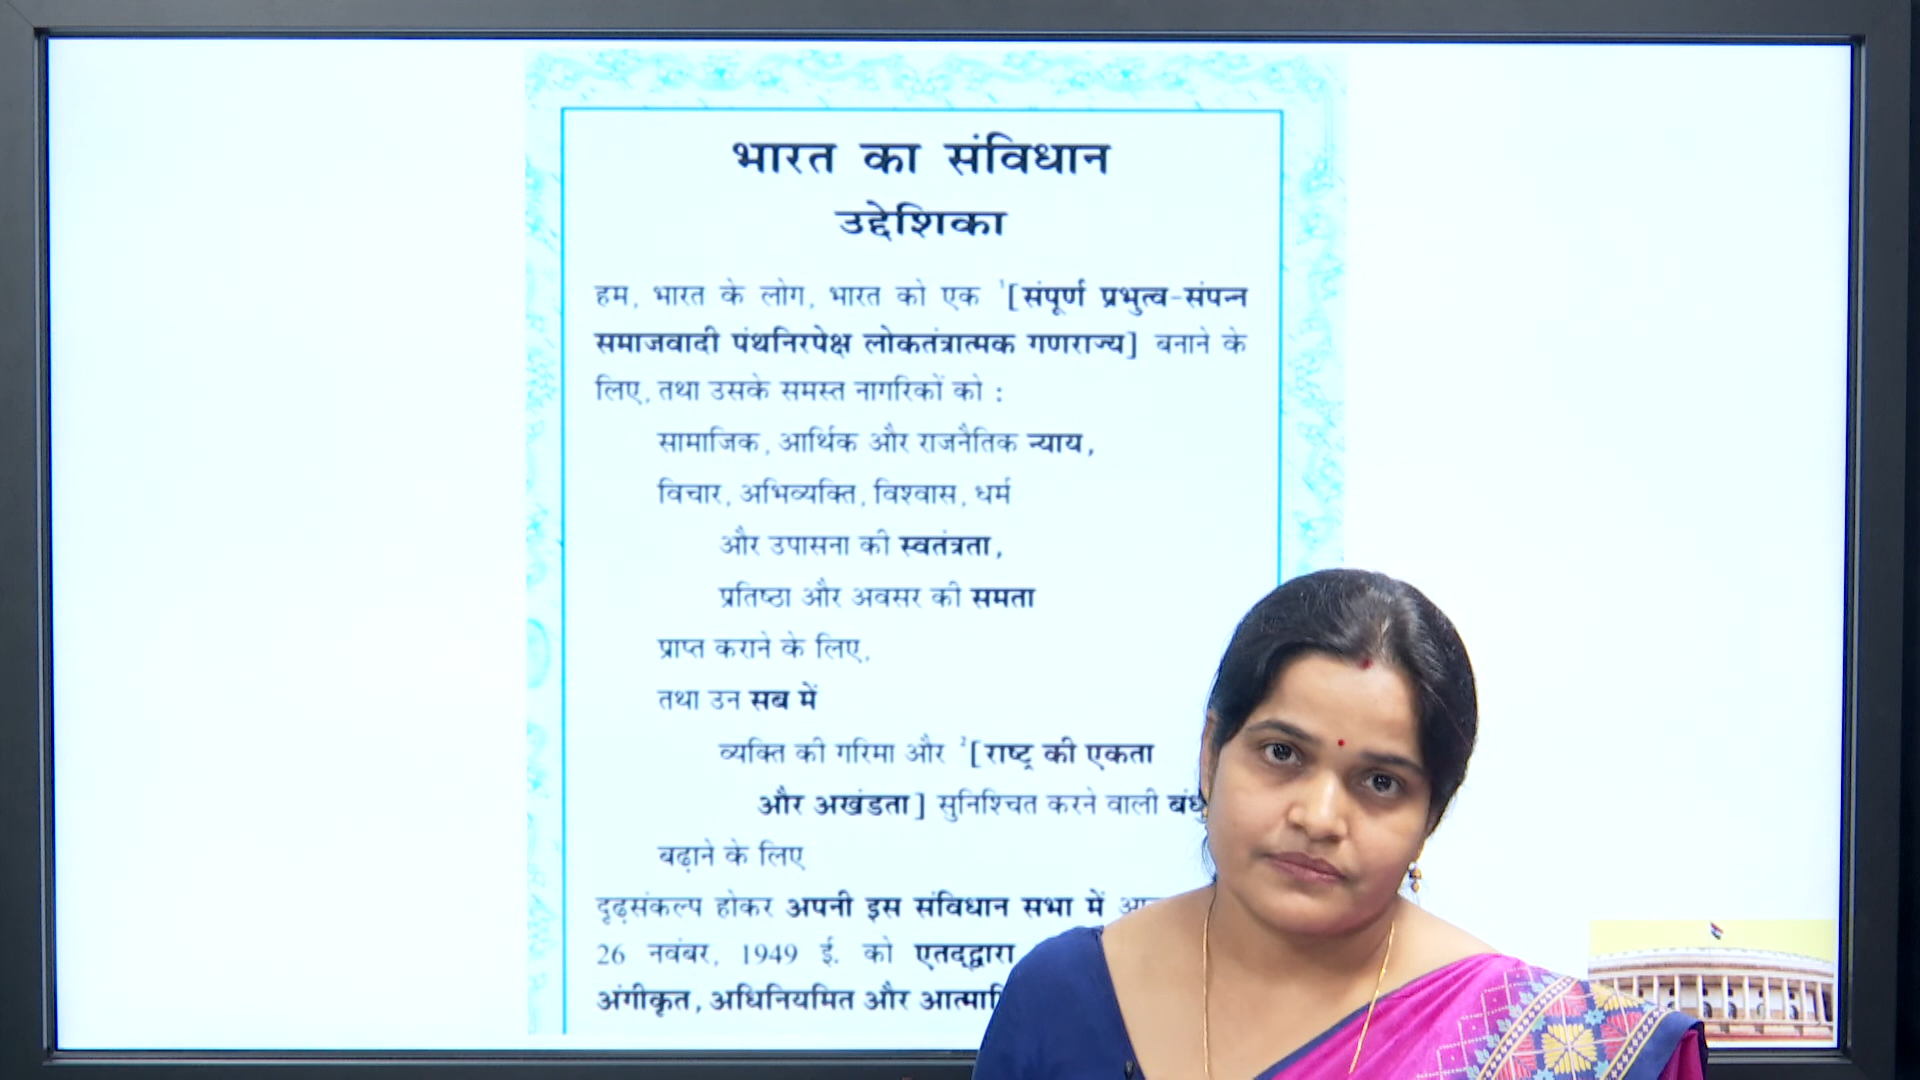 भारत का संविधान
उद्देशिका
हम, भारत के लोग, भारत को एक ¹[संपूर्ण प्रभुत्व-संपन्न
समाजवादी पंथनिरपेक्ष लोकतंत्रात्मक गणराज्य] बनाने के
लिए, तथा उसके समस्त नागरिकों को :
सामाजिक, आर्थिक और राजनैतिक न्याय,
विचार, अभिव्यक्ति, विश्वास, धर्म
और उपासना की स्वतंत्रता,
प्रतिष्ठा और अवसर की समता
प्राप्त कराने के लिए,
तथा उन सब में
व्यक्ति की गरिमा और ²[राष्ट्र की एकता
और अखंडता] सुनिश्चित करने वाली
बढ़ाने के लिए
दृढ़संकल्प होकर अपनी इस संविधान सभा में
26 नवंबर, 1949 ई. को एतद्द्वारा
अंगीकृत, अधिनियमित और